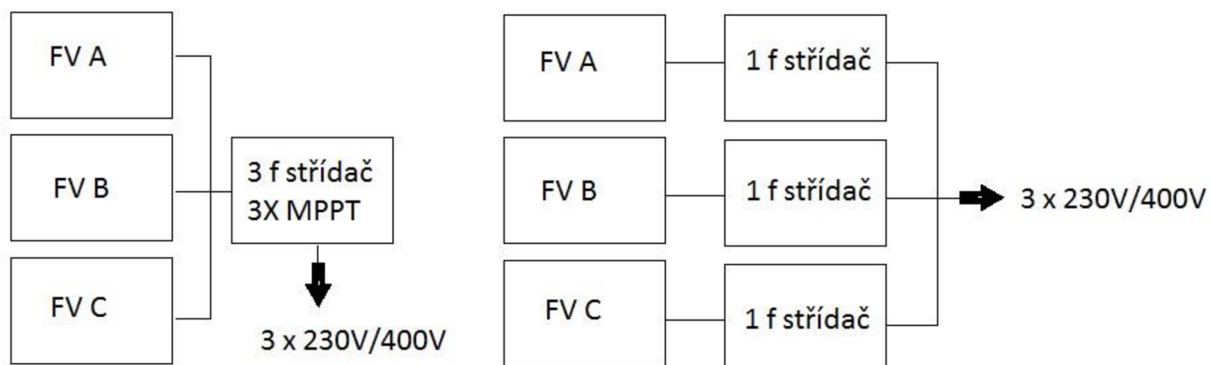 FV A
FV B
FV C
3 f střídač
3X MPPT
3 x 230V/400V
FV A
1 f střídač
FV B
1 f střídač
FV C
1 f střídač
3 x 230V/400V